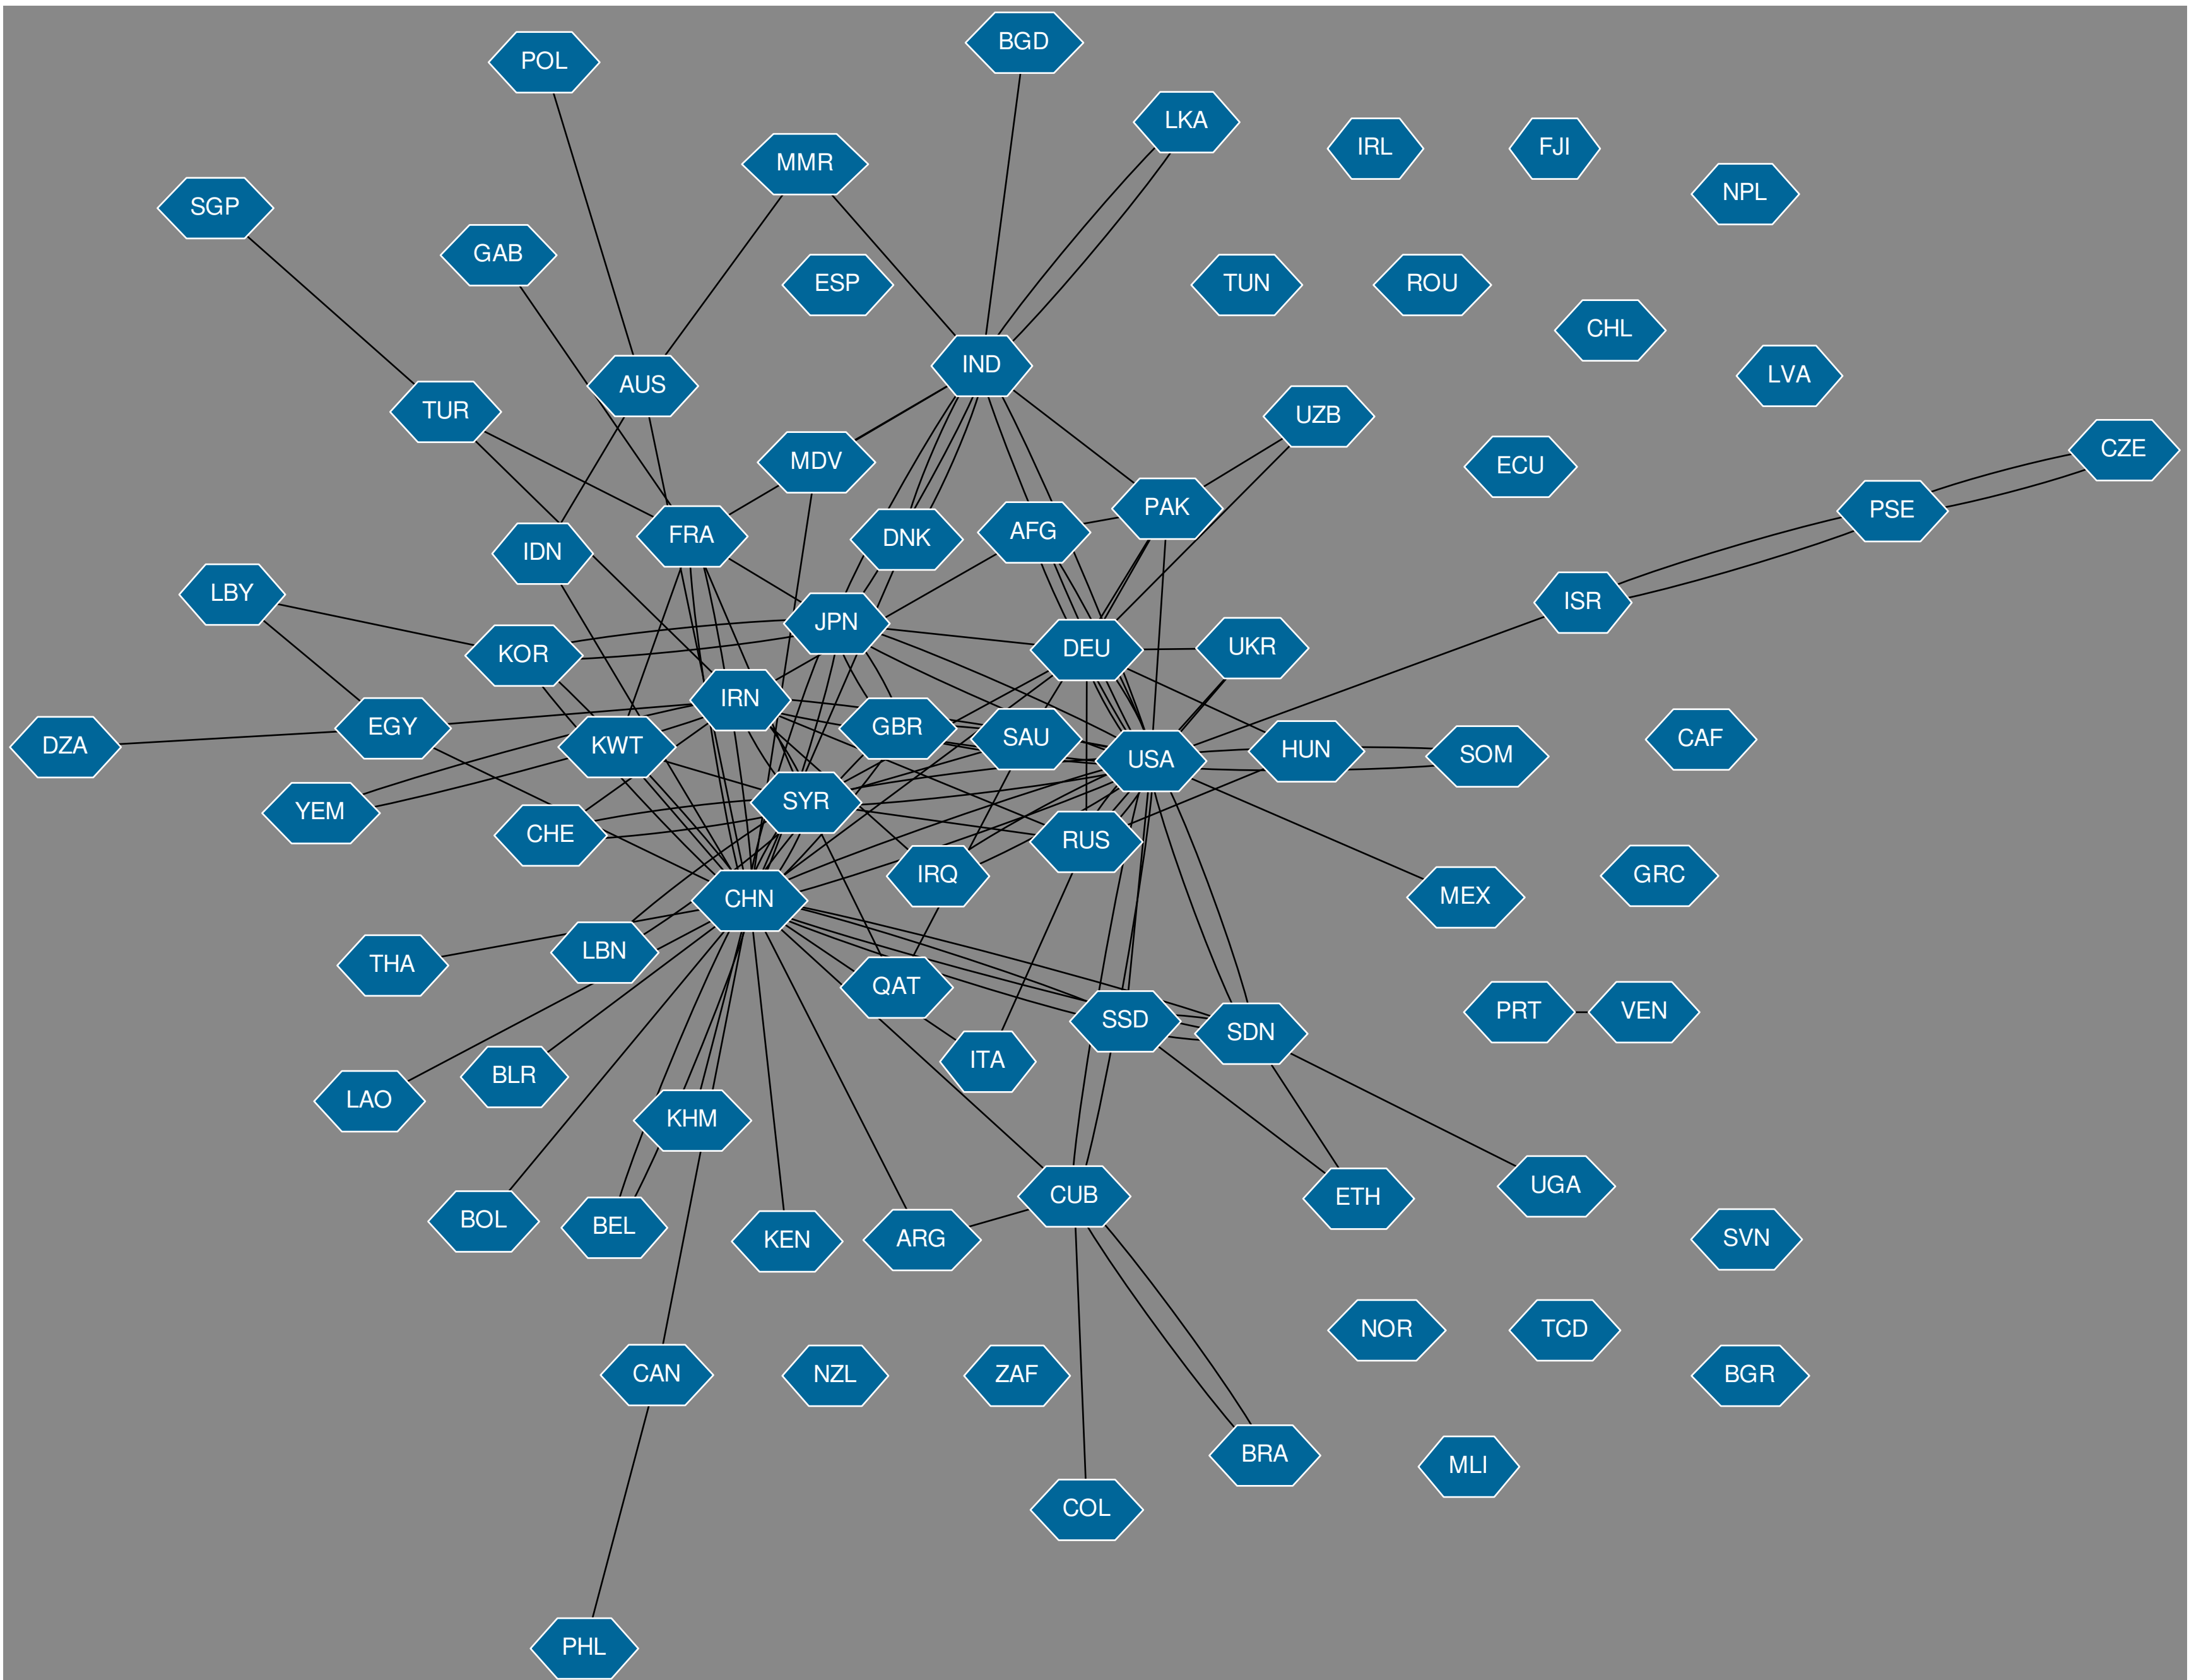 BGD
POL
LKA
IRL
FJI
MMR
NPL
SGP
GAB
ESP
TUN
ROU
CHL
IND
LVA
AUS
TUR
UZB
CZE
MDV
ECU
PAK
PSE
AFG
FRA
DNK
IDN
LBY
ISR
JPN
KOR
DEU
UKR
IRN
EGY
GBR
DZA
KWT
SAU
CAF
HUN
SOM
USA
SYR
YEM
CHE
RUS
IRQ
GRC
MEX
CHN
LBN
THA
QAT
PRT
VEN
SSD
SDN
ITA
BLR
LAO
KHM
UGA
CUB
ETH
BOL
BEL
SVN
ARG
KEN
NOR
TCD
CAN
NZL
ZAF
BGR
BRA
MLI
COL
PHL